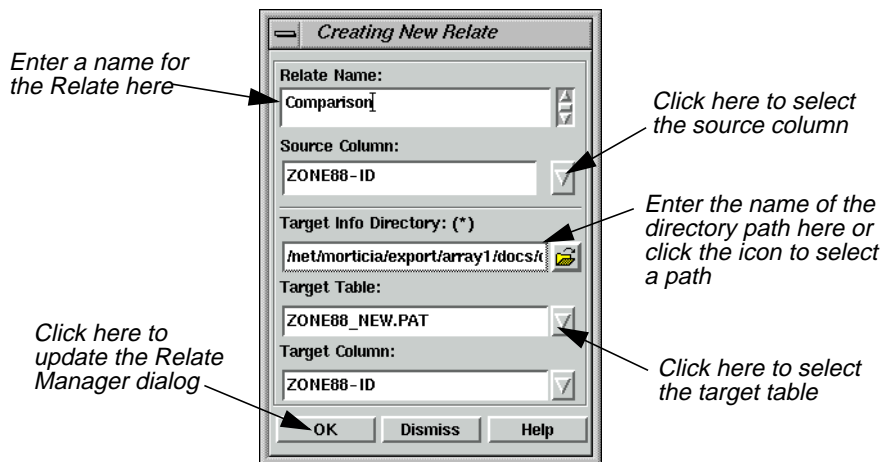 Creating New Relate
Enter a name for
the Relate here
Relate Name:
Comparison
Click here to select
the source column
Source Column:
ZONE88-ID
Target Info Directory: (*)
/net/morticia/export/array1/docs/
Enter the name of the
directory path here or
click the icon to select
a path
Target Table:
ZONE88_NEW.PAT
Click here to
update the Relate
Manager dialog
Click here to select
the target table
Target Column:
ZONE88-ID
OK
Dismiss
Help